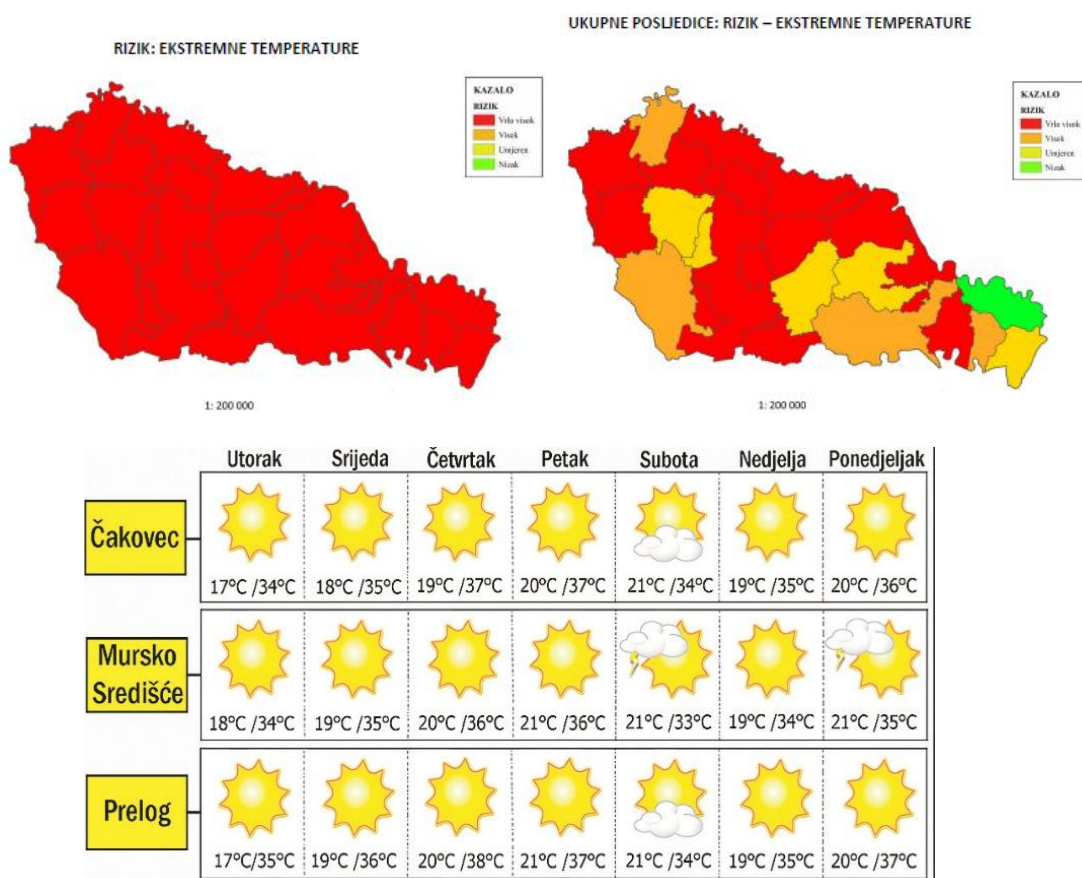 RIZIK: EKSTREMNE TEMPERATURE
KAZALO
RIZIK
Vrlo visok
Visok
Umjeren
Nizak
1: 200 000
UKUPNE POSLJEDICE: RIZIK – EKSTREMNE TEMPERATURE
KAZALO
RIZIK
Vrlo visok
Visok
Umjeren
Nizak
1: 200 000
Utorak Srijeda Četvrtak Petak Subota Nedjelja Ponedjeljak
Čakovec
17°C /34°C 18°C /35°C 19°C /37°C 20°C /37°C 21°C /34°C 19°C /35°C 20°C /36°C
Mursko
Središće
18°C /34°C 19°C /35°C 20°C /36°C 21°C /36°C 21°C /33°C 19°C /34°C 21°C /35°C
Prelog
17°C/35°C 19°C /36°C 20°C /38°C 21°C /37°C 21°C /34°C 19°C /35°C 20°C /37°C